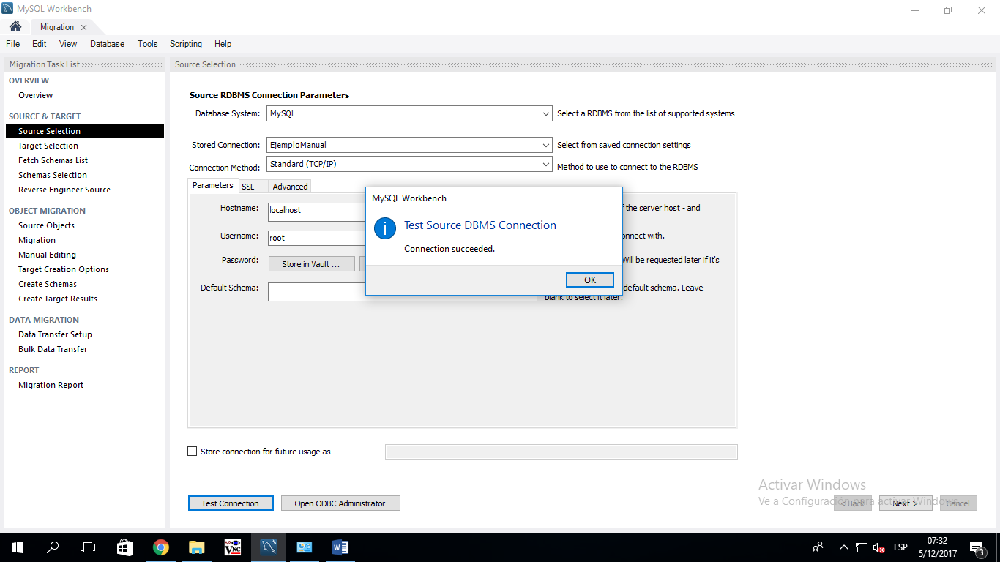 MySQL Workbench
Migration
File Edit View Database Tools Scripting Help
Migration Task List
OVERVIEW
Overview
SOURCE & TARGET
Source Selection
Target Selection
Fetch Schemas List
Schemas Selection
Reverse Engineer Source
OBJECT MIGRATION
Source Objects
Migration
Manual Editing
Target Creation Options
Create Schemas
Create Target Results
DATA MIGRATION
Data Transfer Setup
Bulk Data Transfer
REPORT
Migration Report
Source Selection
Source RDBMS Connection Parameters
Database System: MySQL Select a RDBMS from the list of supported systems
Stored Connection: EjemploManual Select from saved connection settings
Connection Method: Standard (TCP/IP) Method to use to connect to the RDBMS
Parameters SSL Advanced
Hostname: localhost the server host - and
Username: root with.
Password: Store in Vault ... Will be requested later if it's
Default Schema: default schema. Leave
blank to select it later.
MySQL Workbench
Test Source DBMS Connection
Connection succeeded.
OK
Store connection for future usage as
Test Connection Open ODBC Administrator
Activar Windows
Ve a Configuración para activar Windows.
< Back Next > Cancel
VNC
ESP
07:32
5/12/2017
3